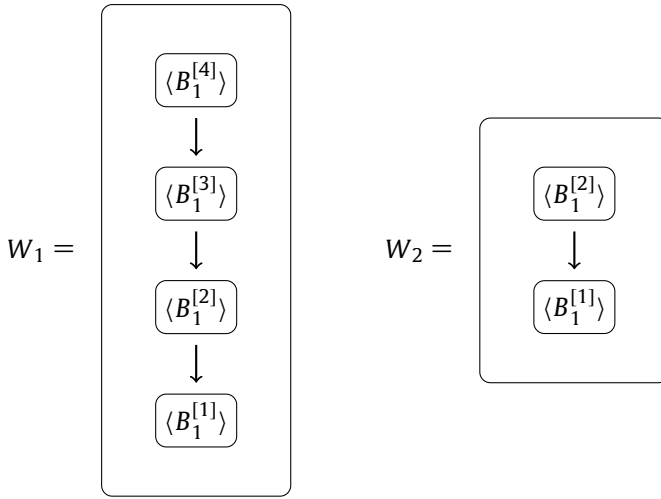 W₁ =
⟨B₁^[4]⟩
⟨B₁^[3]⟩
⟨B₁^[2]⟩
⟨B₁^[1]⟩
W₂ =
⟨B₁^[2]⟩
⟨B₁^[1]⟩